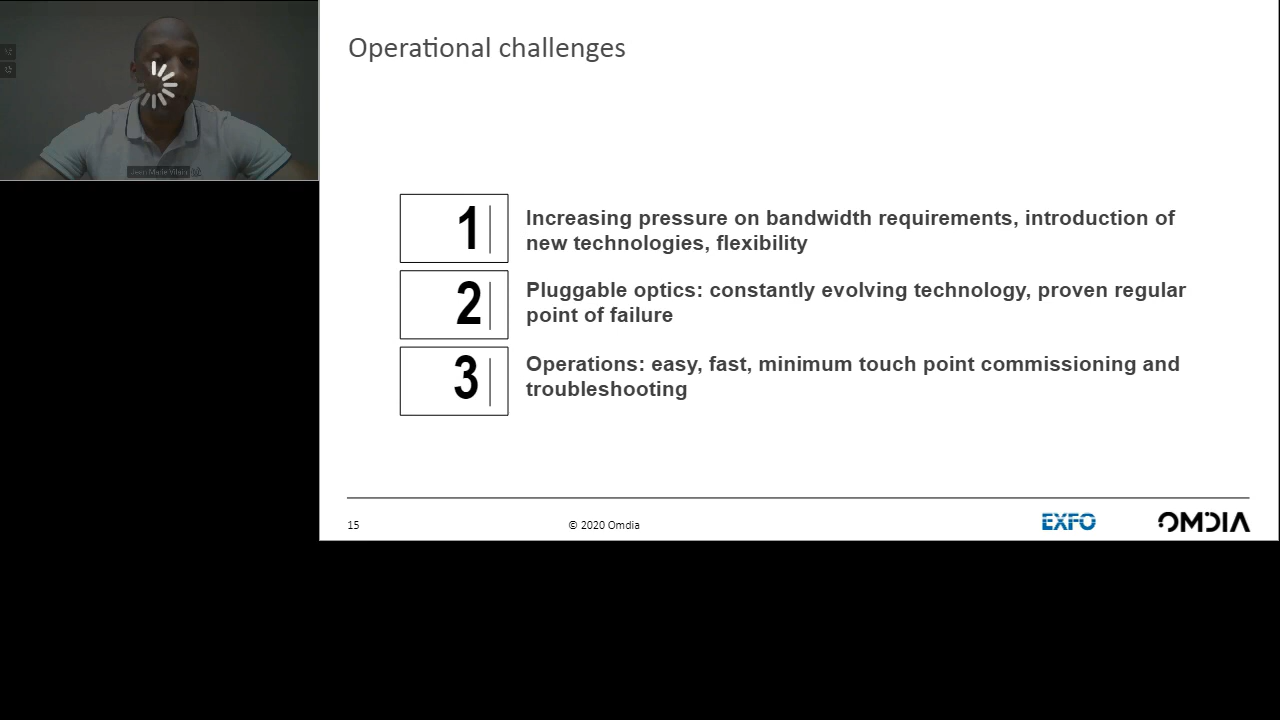 Operational challenges
1
Increasing pressure on bandwidth requirements, introduction of
new technologies, flexibility
2
Pluggable optics: constantly evolving technology, proven regular
point of failure
3
Operations: easy, fast, minimum touch point commissioning and
troubleshooting
15
© 2020 Omdia
EXFO
OMDIA